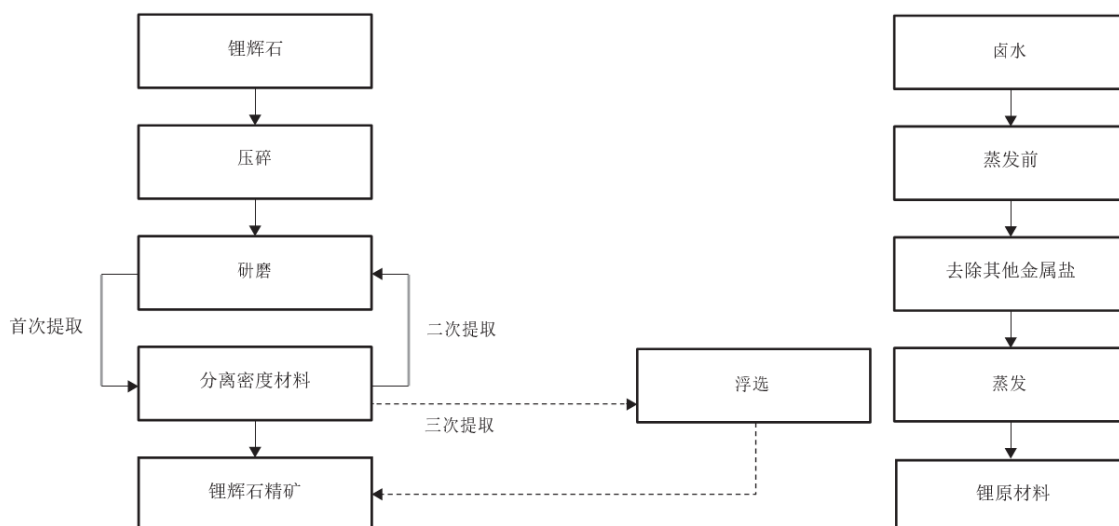 锂辉石
压碎
研磨
首次提取
二次提取
分离密度材料
三次提取
浮选
锂辉石精矿
卤水
蒸发前
去除其他金属盐
蒸发
锂原材料